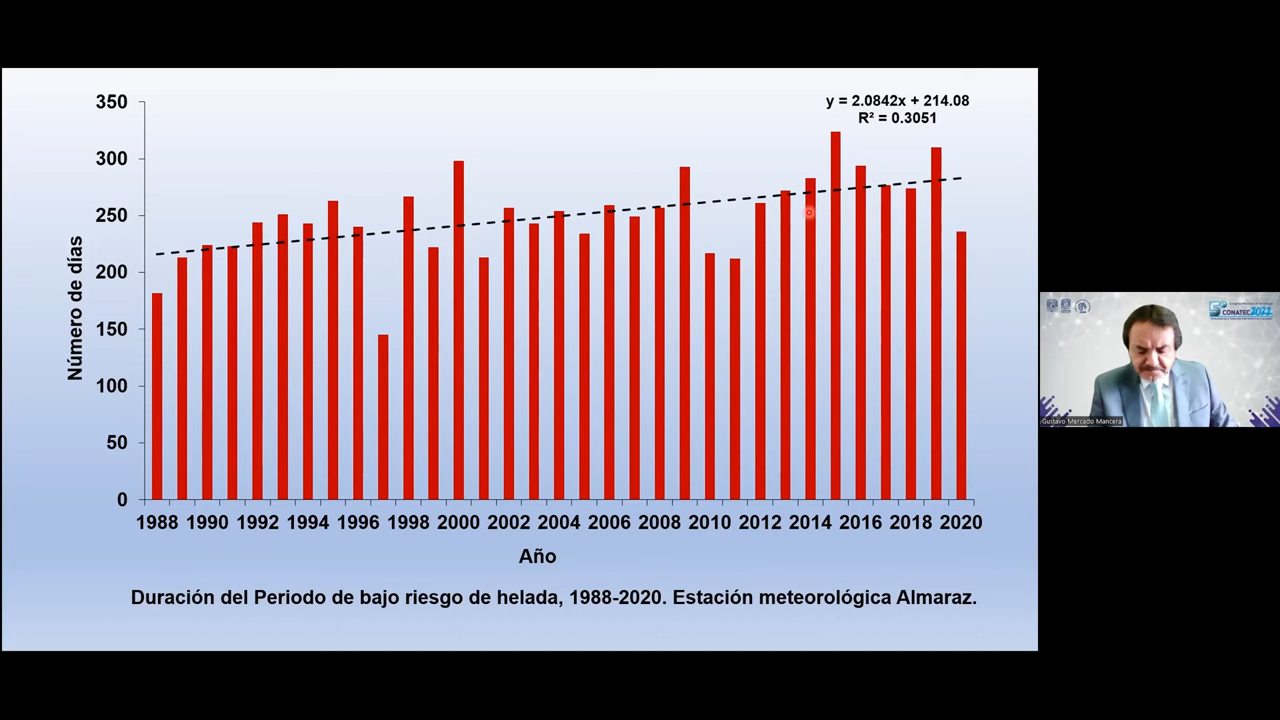 y = 2.0842x + 214.08
R² = 0.3051
350
300
250
200
150
100
50
0
Número de días
1988 1990 1992 1994 1996 1998 2000 2002 2004 2006 2008 2010 2012 2014 2016 2018 2020
Año
Duración del Periodo de bajo riesgo de helada, 1988-2020. Estación meteorológica Almaraz.
5º
CONATEC 2022
Gustavo Mercado Mancera